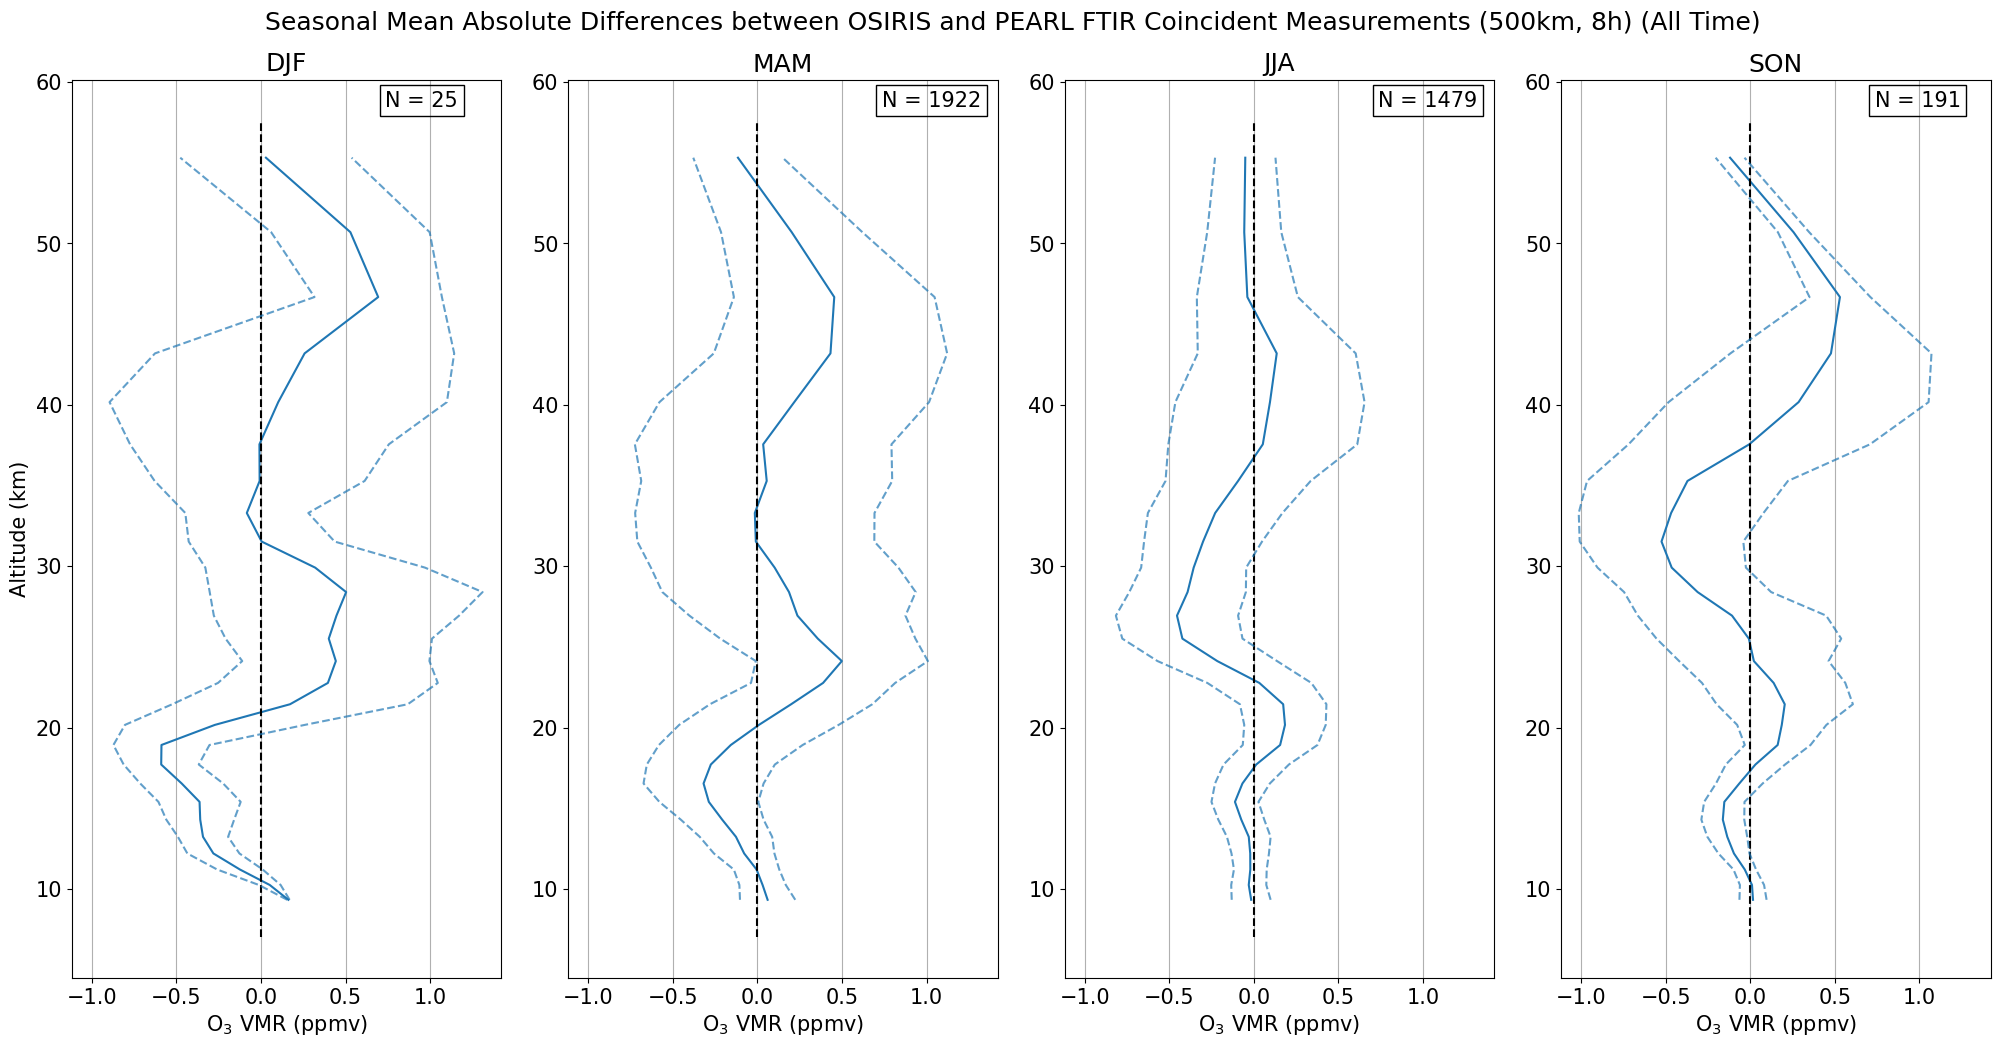 Seasonal Mean Absolute Differences between OSIRIS and PEARL FTIR Coincident Measurements (500km, 8h) (All Time)
DJF
N = 25
60
50
40
30
20
10
Altitude (km)
−1.0 −0.5 0.0 0.5 1.0
O₃ VMR (ppmv)
MAM
N = 1922
60
50
40
30
20
10
−1.0 −0.5 0.0 0.5 1.0
O₃ VMR (ppmv)
JJA
N = 1479
60
50
40
30
20
10
−1.0 −0.5 0.0 0.5 1.0
O₃ VMR (ppmv)
SON
N = 191
60
50
40
30
20
10
−1.0 −0.5 0.0 0.5 1.0
O₃ VMR (ppmv)